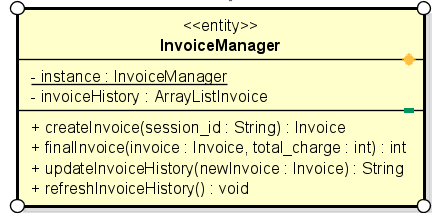 <<entity>>
InvoiceManager
- instance : InvoiceManager
- invoiceHistory : ArrayListInvoice
+ createInvoice(session_id : String) : Invoice
+ finalInvoice(invoice : Invoice, total_charge : int) : int
+ updateInvoiceHistory(newInvoice : Invoice) : String
+ refreshInvoiceHistory() : void